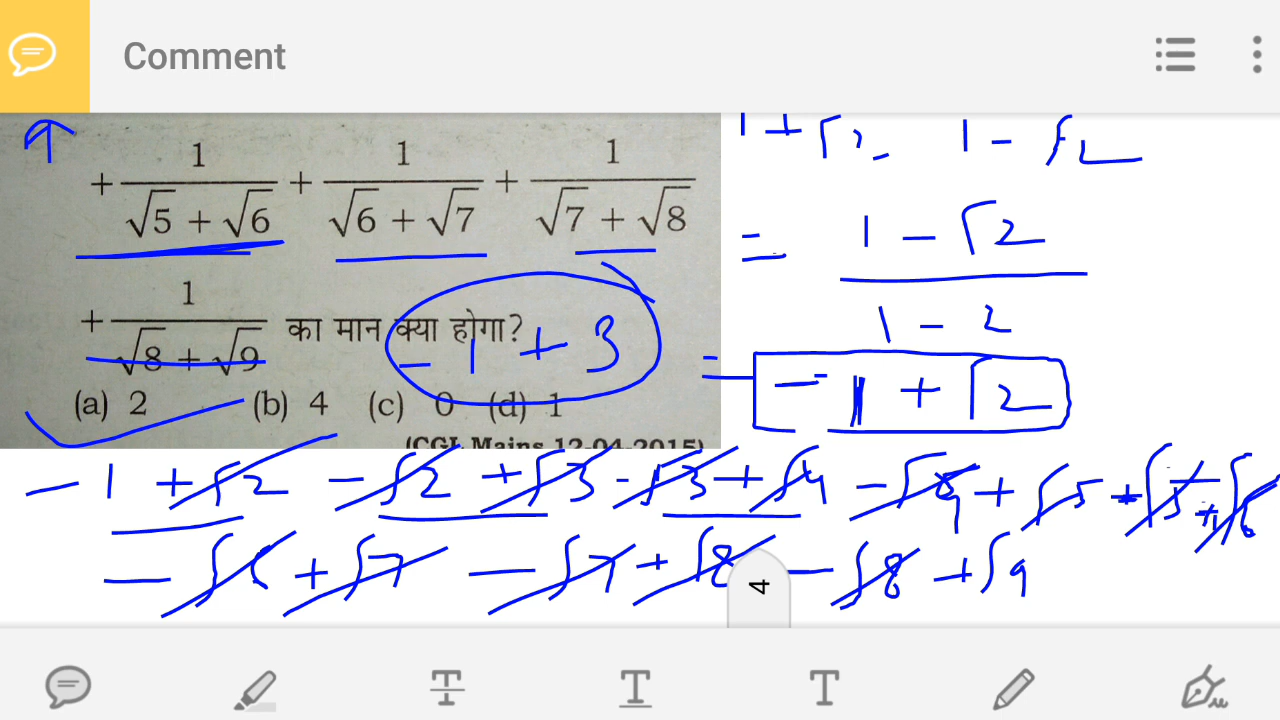 Comment
+ 1/(√5 + √6) + 1/(√6 + √7) + 1/(√7 + √8)
+ 1/(√8 + √9) का मान क्या होगा?
(a) 2 (b) 4 (c) 0 (d) 1
(CGL Mains 12-04-2015)
-1 + 3
1 + √2 1 - √2
= (1 - √2)/(1 - 2)
= -1 + √2
-1 + √2 - √2 + √3 - √3 + √4 - √4 + √5 + √5 + √6
- √6 + √7 - √7 + √8 - √8 + √9
4
T T T